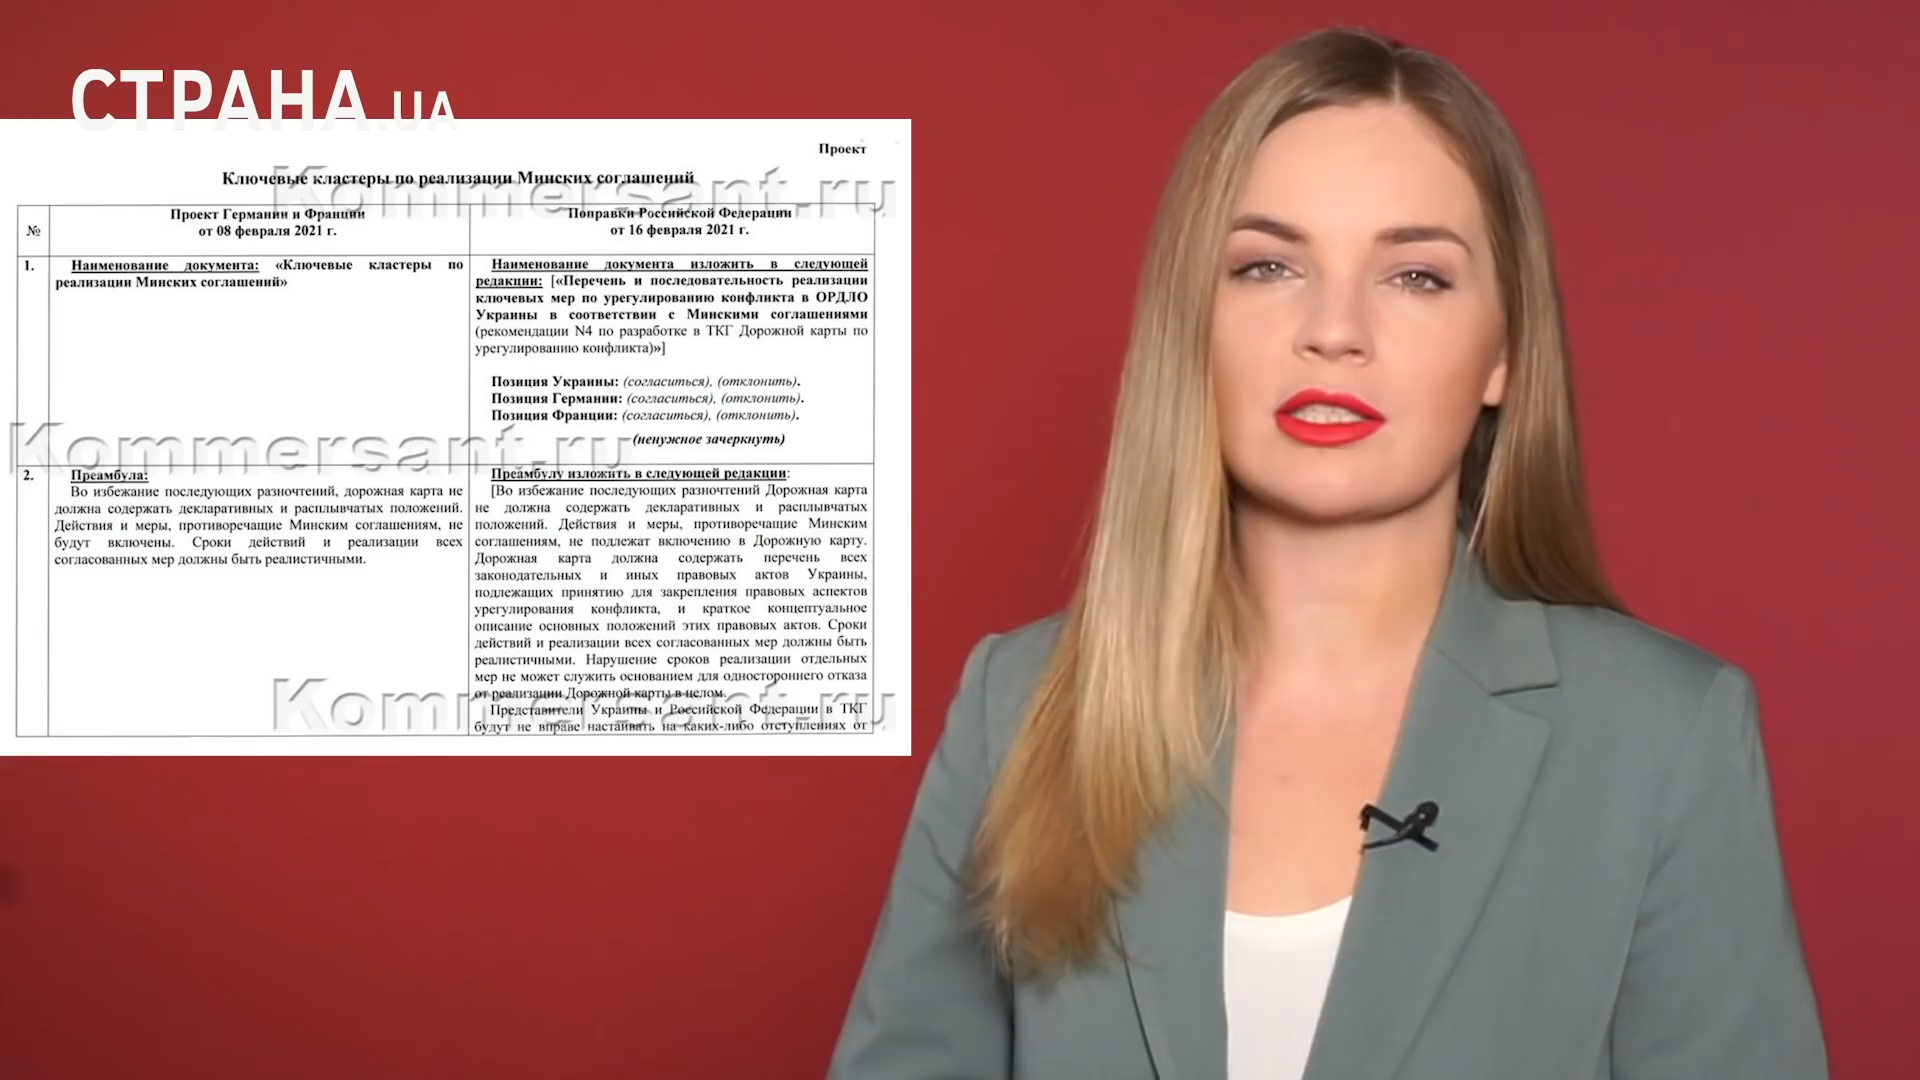 СТРАНА.UA
Проект
Ключевые кластеры по реализации Минских соглашений
Kommersant.ru
№
Проект Германии и Франции
от 08 февраля 2021 г.
Поправки Российской Федерации
от 16 февраля 2021 г.
1.
Наименование документа: «Ключевые кластеры по
реализации Минских соглашений»
Наименование документа изложить в следующей
редакции: [«Перечень и последовательность реализации
ключевых мер по урегулированию конфликта в ОРДЛО
Украины в соответствии с Минскими соглашениями
(рекомендации N4 по разработке в ТКГ Дорожной карты по
урегулированию конфликта)»]
Позиция Украины: (согласиться), (отклонить).
Позиция Германии: (согласиться), (отклонить).
Позиция Франции: (согласиться), (отклонить).
(ненужное зачеркнуть)
Kommersant.ru
2.
Преамбула:
Во избежание последующих разночтений, дорожная карта не
должна содержать декларативных и расплывчатых положений.
Действия и меры, противоречащие Минским соглашениям, не
будут включены. Сроки действий и реализации всех
согласованных мер должны быть реалистичными.
Преамбулу изложить в следующей редакции:
[Во избежание последующих разночтений Дорожная карта
не должна содержать декларативных и расплывчатых
положений. Действия и меры, противоречащие Минским
соглашениям, не подлежат включению в Дорожную карту.
Дорожная карта должна содержать перечень всех
законодательных и иных правовых актов Украины,
подлежащих принятию для закрепления правовых аспектов
урегулирования конфликта, и краткое концептуальное
описание основных положений этих правовых актов. Сроки
действий и реализации всех согласованных мер должны быть
реалистичными. Нарушение сроков реализации отдельных
мер не может служить основанием для одностороннего отказа
от реализации Дорожной карты в целом.
Представители Украины и Российской Федерации в ТКГ
будут не вправе настаивать на каких-либо отступлениях от
Kommersant.ru